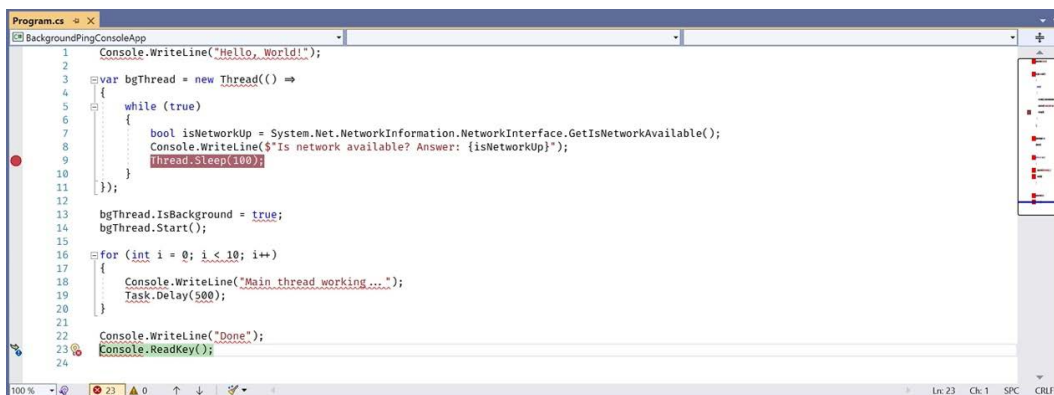 Program.cs
BackgroundPingConsoleApp
1 Console.WriteLine("Hello, World!");
2
3 var bgThread = new Thread(() ⇒
4 {
5 while (true)
6 {
7 bool isNetworkUp = System.Net.NetworkInformation.NetworkInterface.GetIsNetworkAvailable();
8 Console.WriteLine($"Is network available? Answer: {isNetworkUp}");
9 Thread.Sleep(100);
10 }
11 });
12
13 bgThread.IsBackground = true;
14 bgThread.Start();
15
16 for (int i = 0; i < 10; i++)
17 {
18 Console.WriteLine("Main thread working...");
19 Task.Delay(500);
20 }
21
22 Console.WriteLine("Done");
23 Console.ReadKey();
24
100 % 23 0 Ln: 23 Ch: 1 SPC CRLF